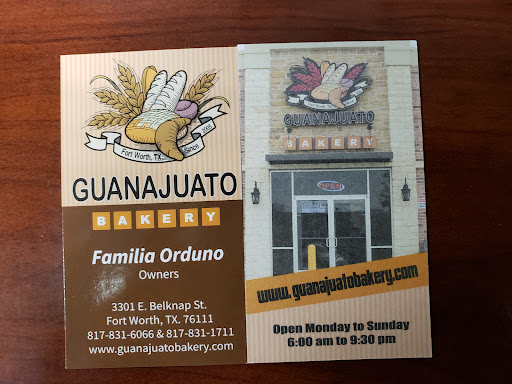 Fort Worth, TX.
GUANAJUATO
BAKERY
Familia Orduno
Owners
3301 E. Belknap St.
Fort Worth, TX. 76111
817-831-6066 & 817-831-1711
www.guanajuatobakery.com
GUANAJUATO
BAKERY
OPEN
www.guanajuatobakery.com
Open Monday to Sunday
6:00 am to 9:30 pm